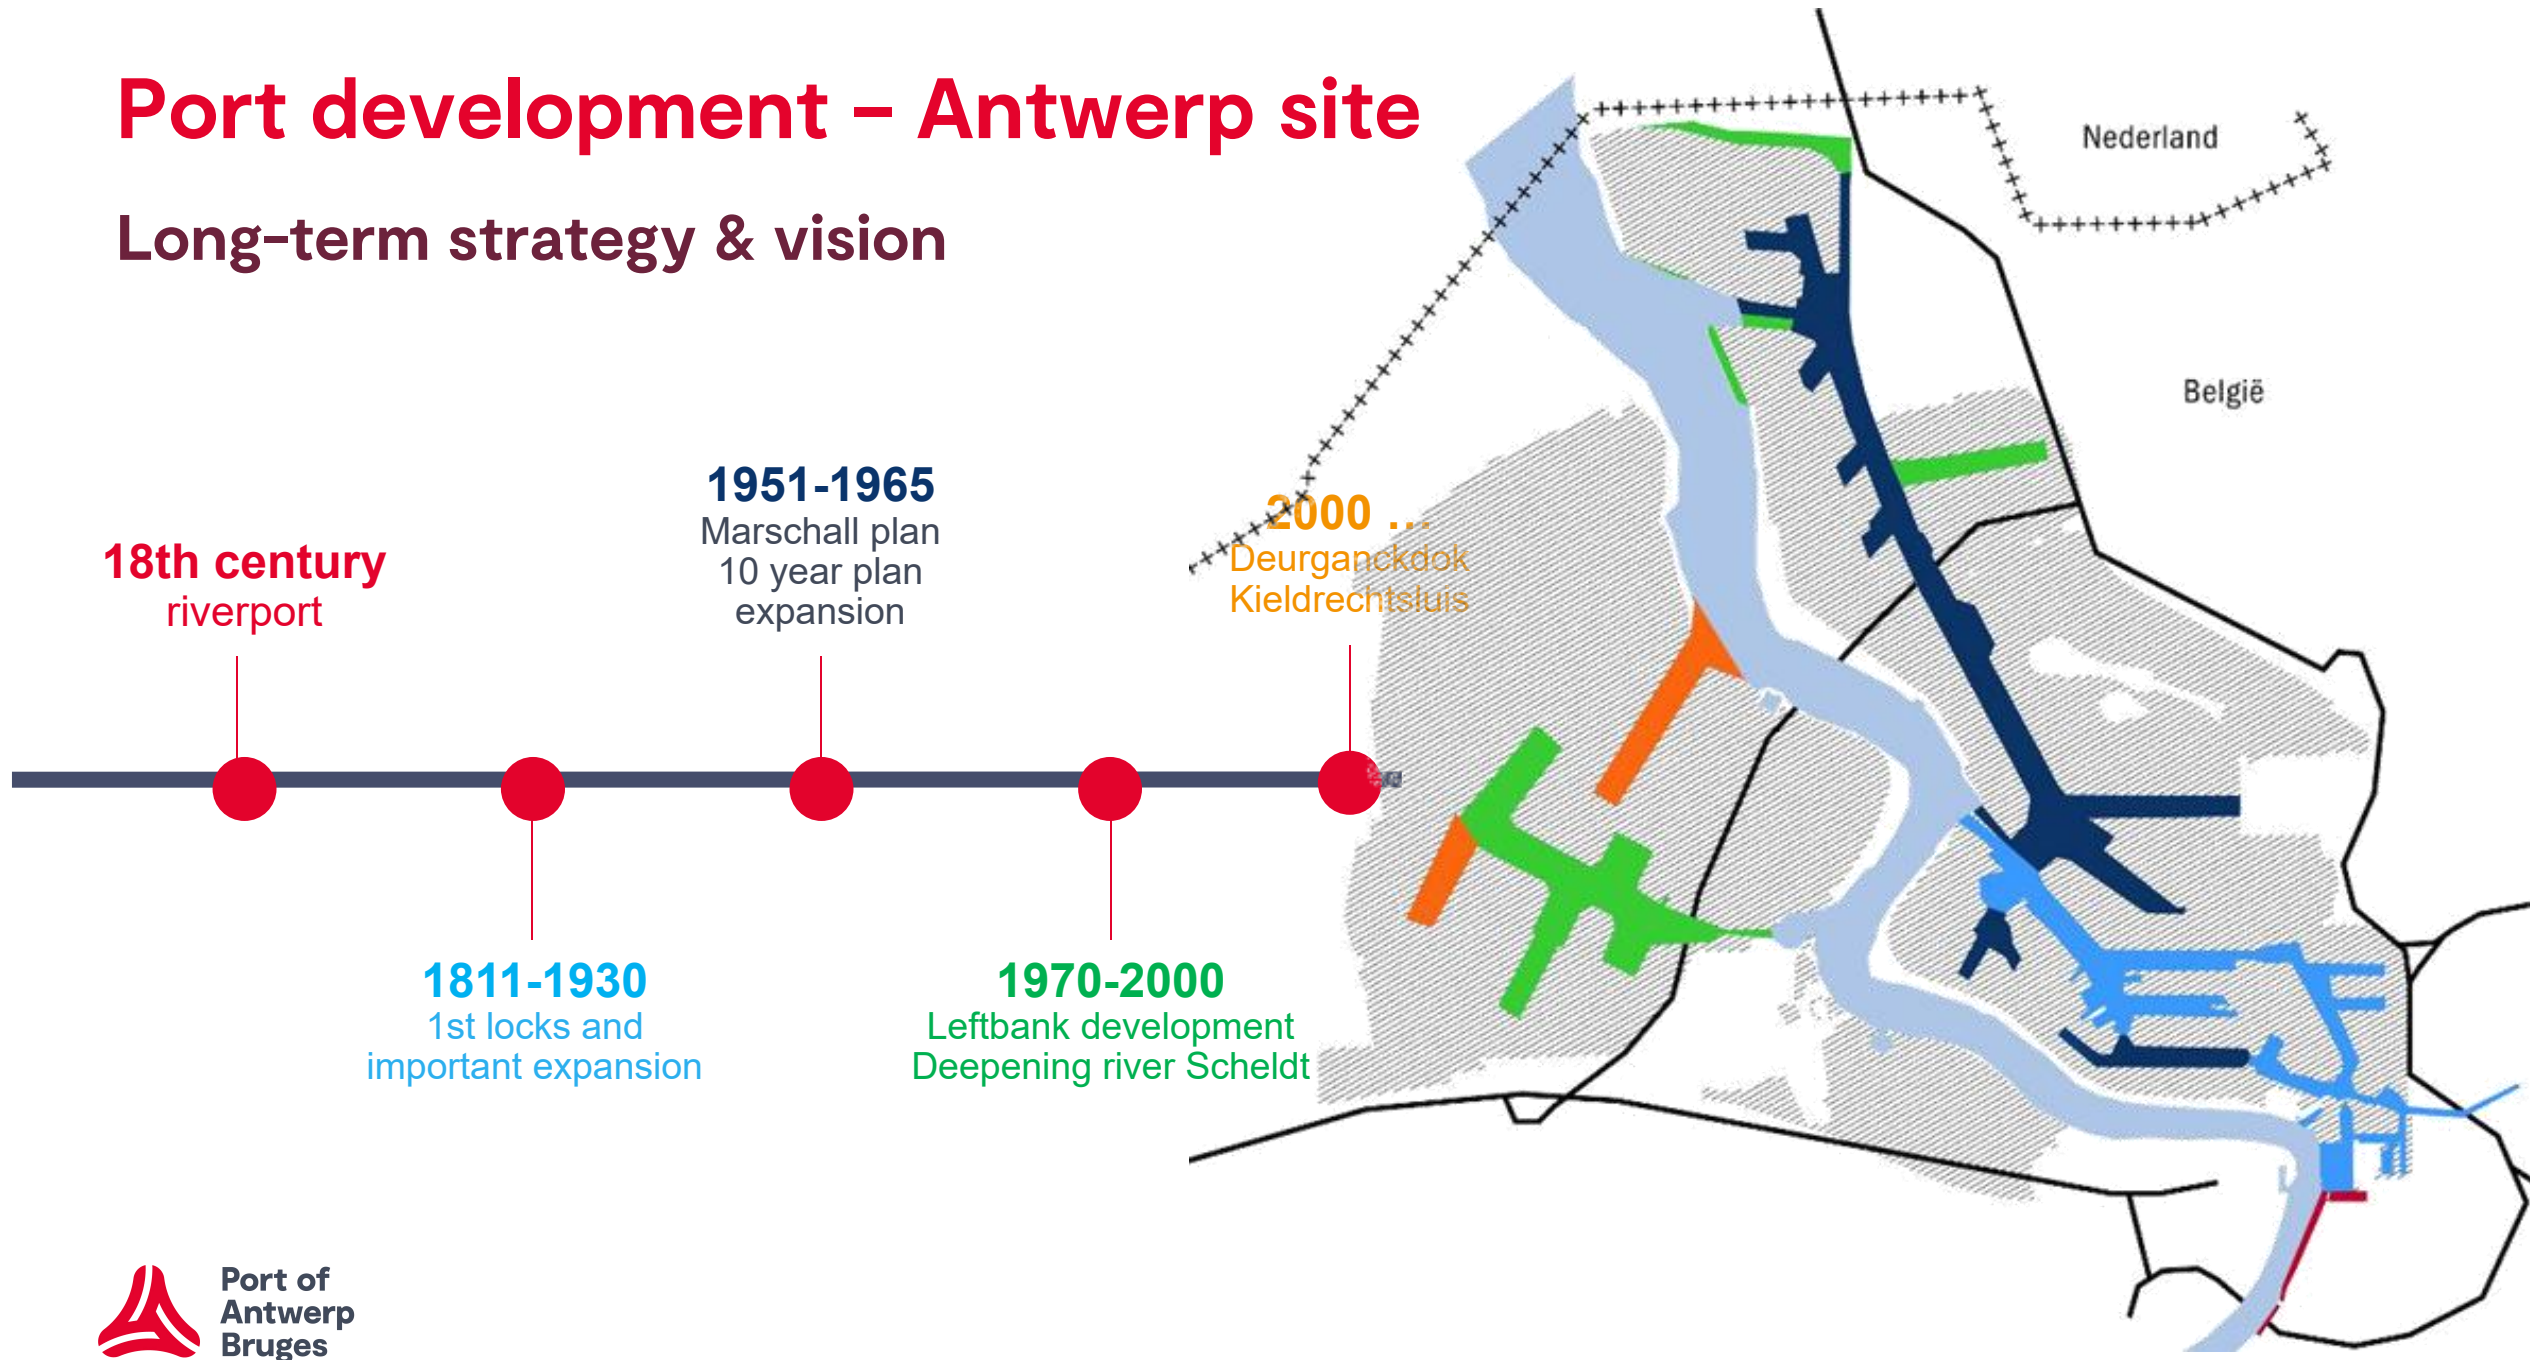 Port development – Antwerp site
Long-term strategy & vision
18th century
riverport
1811-1930
1st locks and
important expansion
1951-1965
Marschall plan
10 year plan
expansion
1970-2000
Leftbank development
Deepening river Scheldt
2000 ...
Deurganckdok
Kieldrechtsluis
Nederland
België
Port of
Antwerp
Bruges